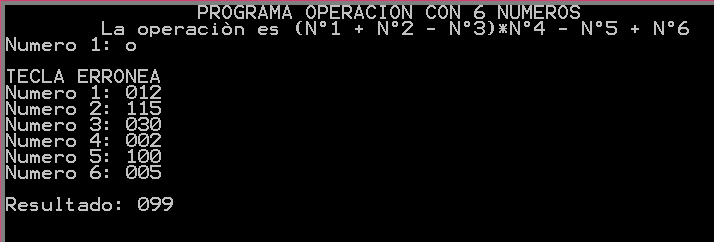 PROGRAMA OPERACION CON 6 NUMEROS
La operaciòn es (N°1 + N°2 - N°3)*N°4 - N°5 + N°6
Numero 1: o
TECLA ERRONEA
Numero 1: 012
Numero 2: 115
Numero 3: 030
Numero 4: 002
Numero 5: 100
Numero 6: 005
Resultado: 099